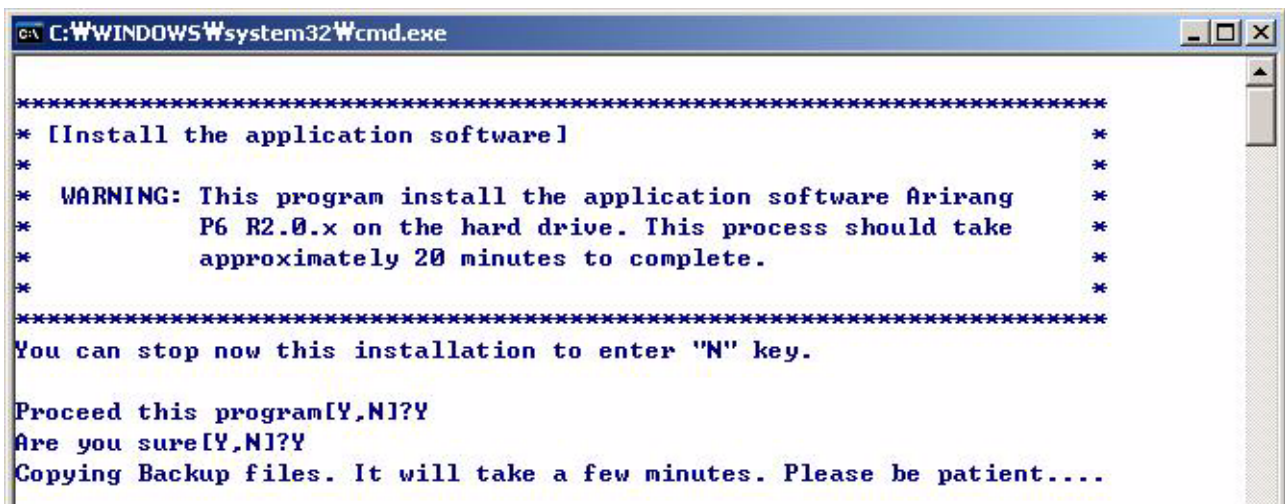 C:₩WINDOWS₩system32₩cmd.exe
***********************************************************************
* [Install the application software] *
* *
* WARNING: This program install the application software Arirang *
* P6 R2.0.x on the hard drive. This process should take *
* approximately 20 minutes to complete. *
* *
***********************************************************************
You can stop now this installation to enter "N" key.
Proceed this program[Y,N]?Y
Are you sure[Y,N]?Y
Copying Backup files. It will take a few minutes. Please be patient....